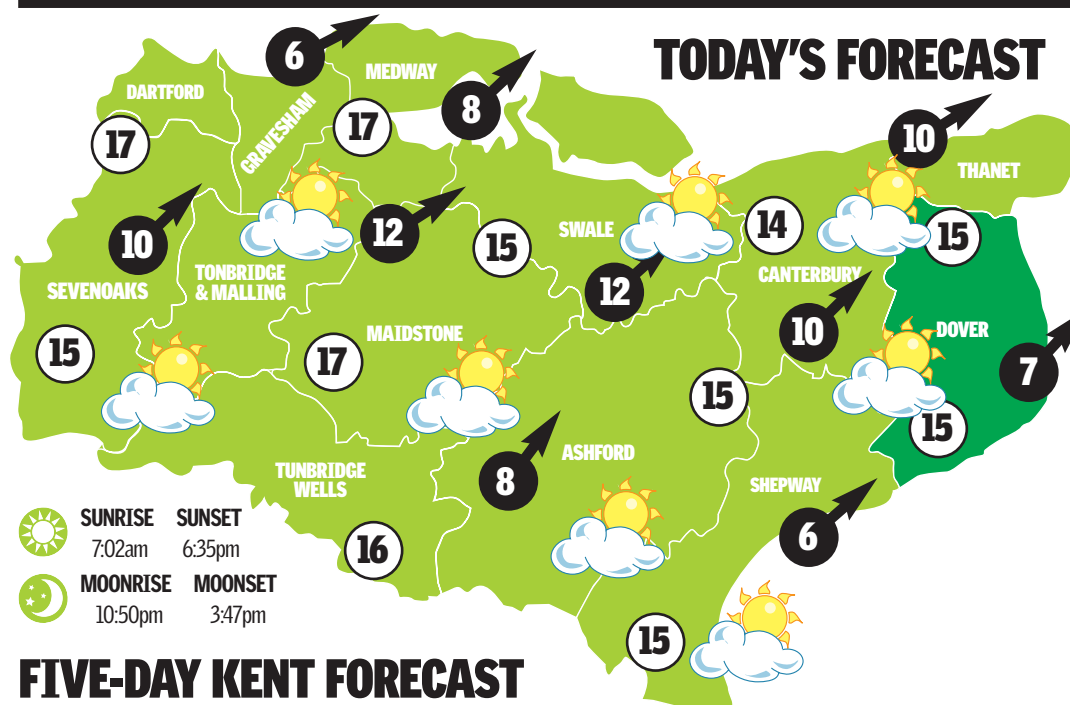 TODAY'S FORECAST
6
MEDWAY
DARTFORD
8
GRAVESHAM
17
17
10
THANET
10
12
15
SWALE
14
15
SEVENOAKS
TONBRIDGE
& MALLING
12
CANTERBURY
15
MAIDSTONE
17
10
DOVER
7
15
15
ASHFORD
8
TUNBRIDGE
WELLS
SHEPWAY
6
16
15
SUNRISE SUNSET
7:02am 6:35pm
MOONRISE MOONSET
10:50pm 3:47pm
FIVE-DAY KENT FORECAST